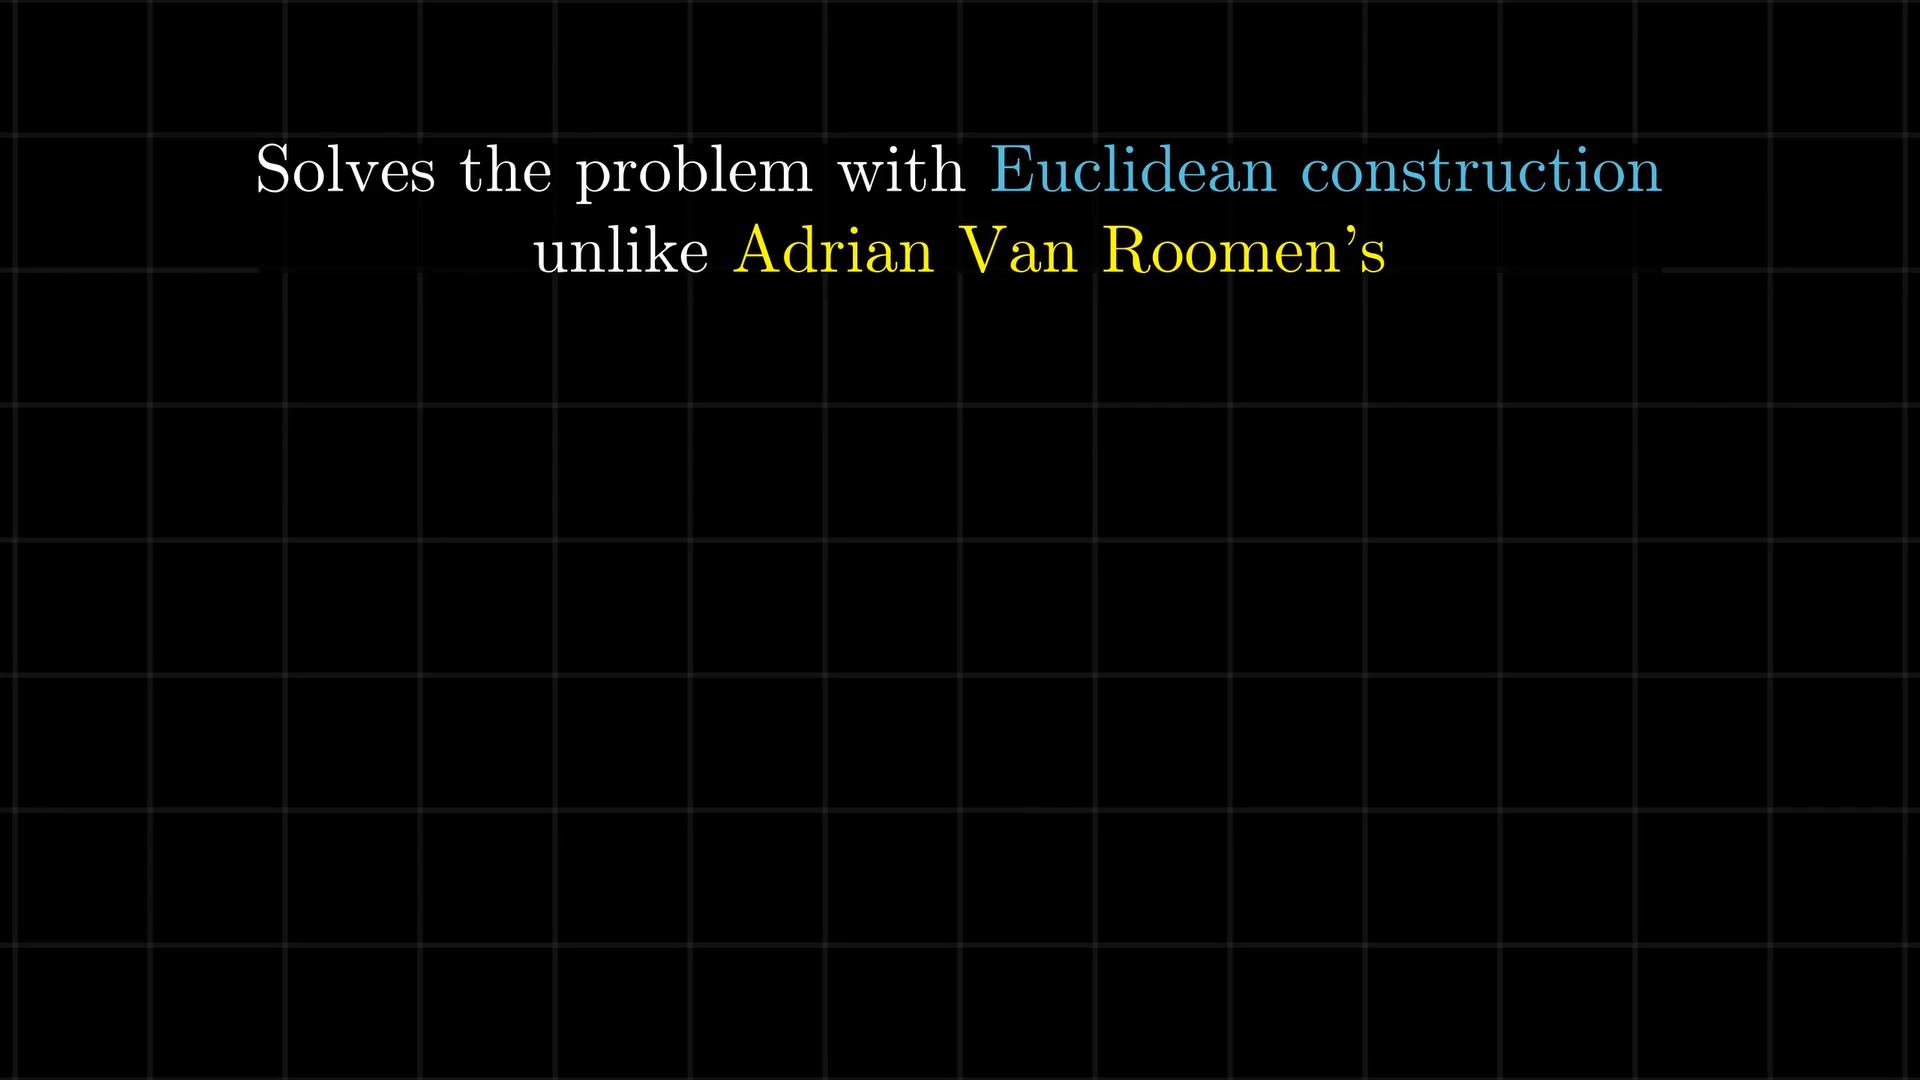 Solves the problem with Euclidean construction
unlike Adrian Van Roomen's